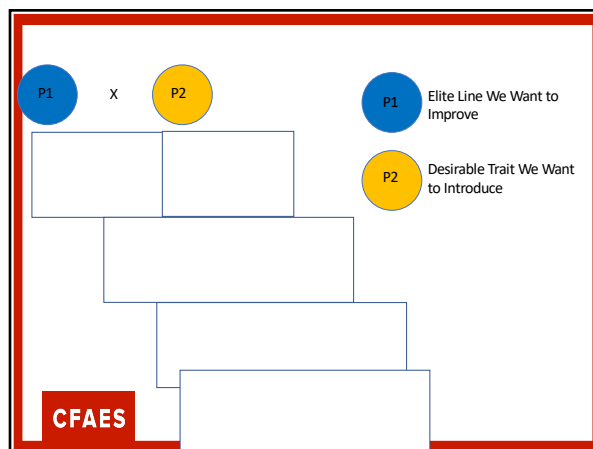 P1 X P2
P1 Elite Line We Want to
Improve
P2 Desirable Trait We Want
to Introduce
CFAES